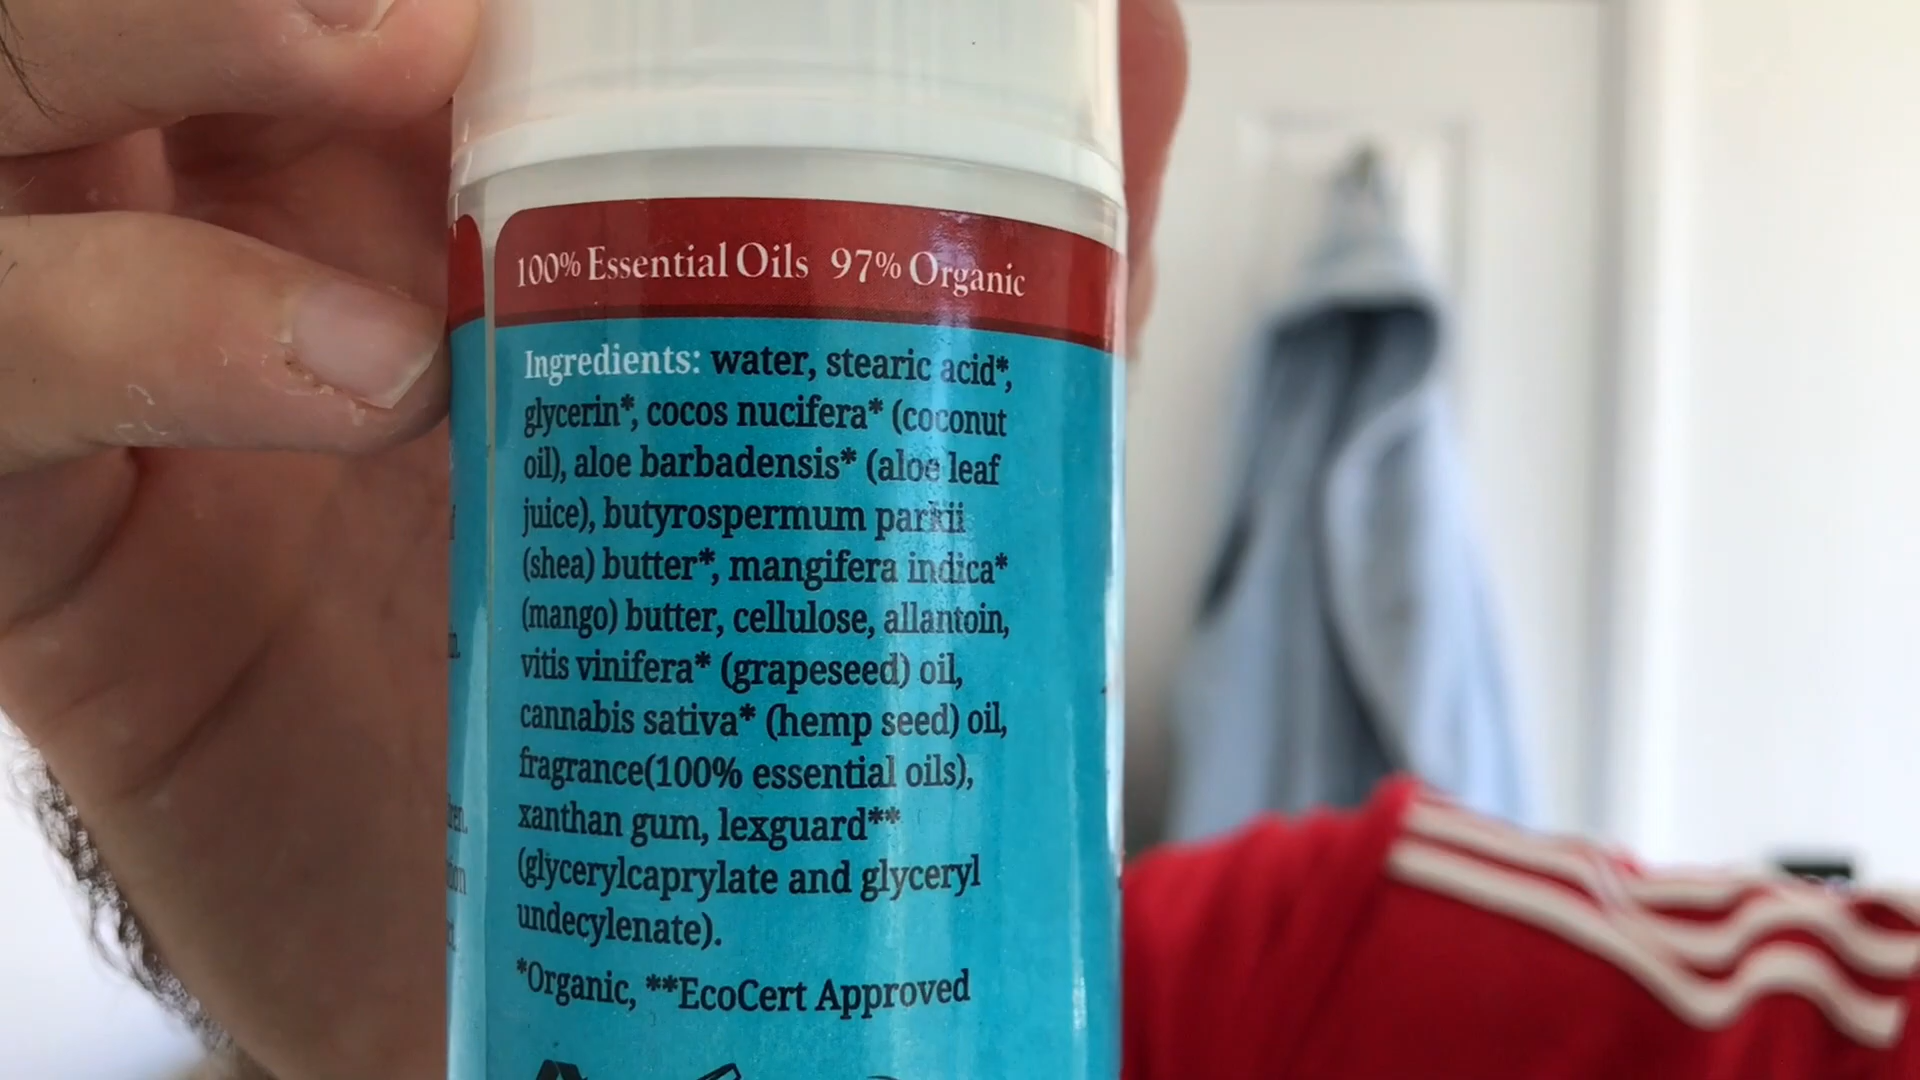 100% Essential Oils 97% Organic
Ingredients: water, stearic acid*,
glycerin*, cocos nucifera* (coconut
oil), aloe barbadensis* (aloe leaf
juice), butyrospermum parkii
(shea) butter*, mangifera indica*
(mango) butter, cellulose, allantoin,
vitis vinifera* (grapeseed) oil,
cannabis sativa* (hemp seed) oil,
fragrance(100% essential oils),
xanthan gum, lexguard**
(glycerylcaprylate and glyceryl
undecylenate).
*Organic, **EcoCert Approved